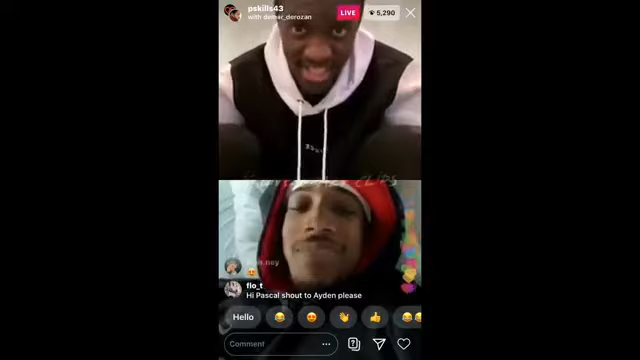 pskills43
with demar_derozan
LIVE
5,290
flo_t
Hi Pascal shout to Ayden please
Hello
Comment